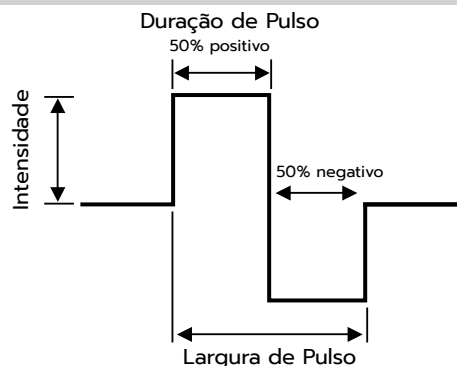 Duração de Pulso
50% positivo
Intensidade
50% negativo
Largura de Pulso